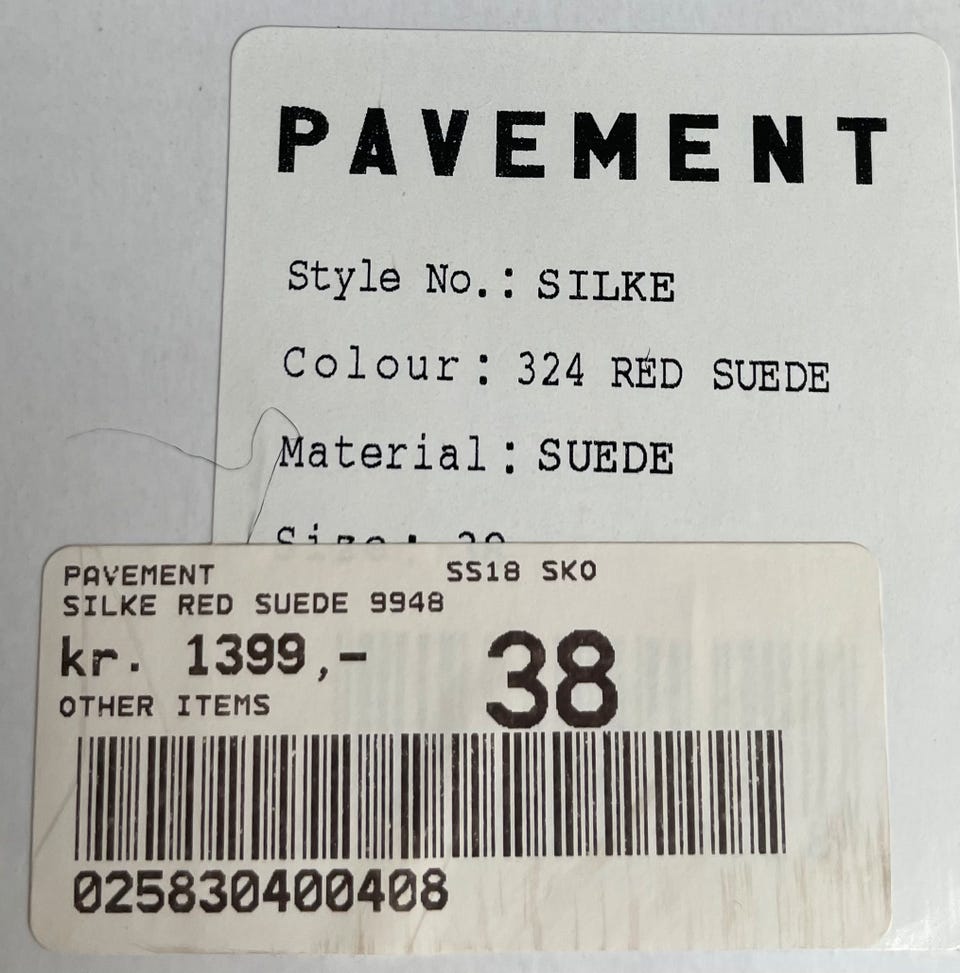 PAVEMENT
Style No.: SILKE
Colour: 324 RED SUEDE
Material: SUEDE
Size:
PAVEMENT SS18 SKO
SILKE RED SUEDE 9948
kr. 1399,- 38
OTHER ITEMS
025830400408